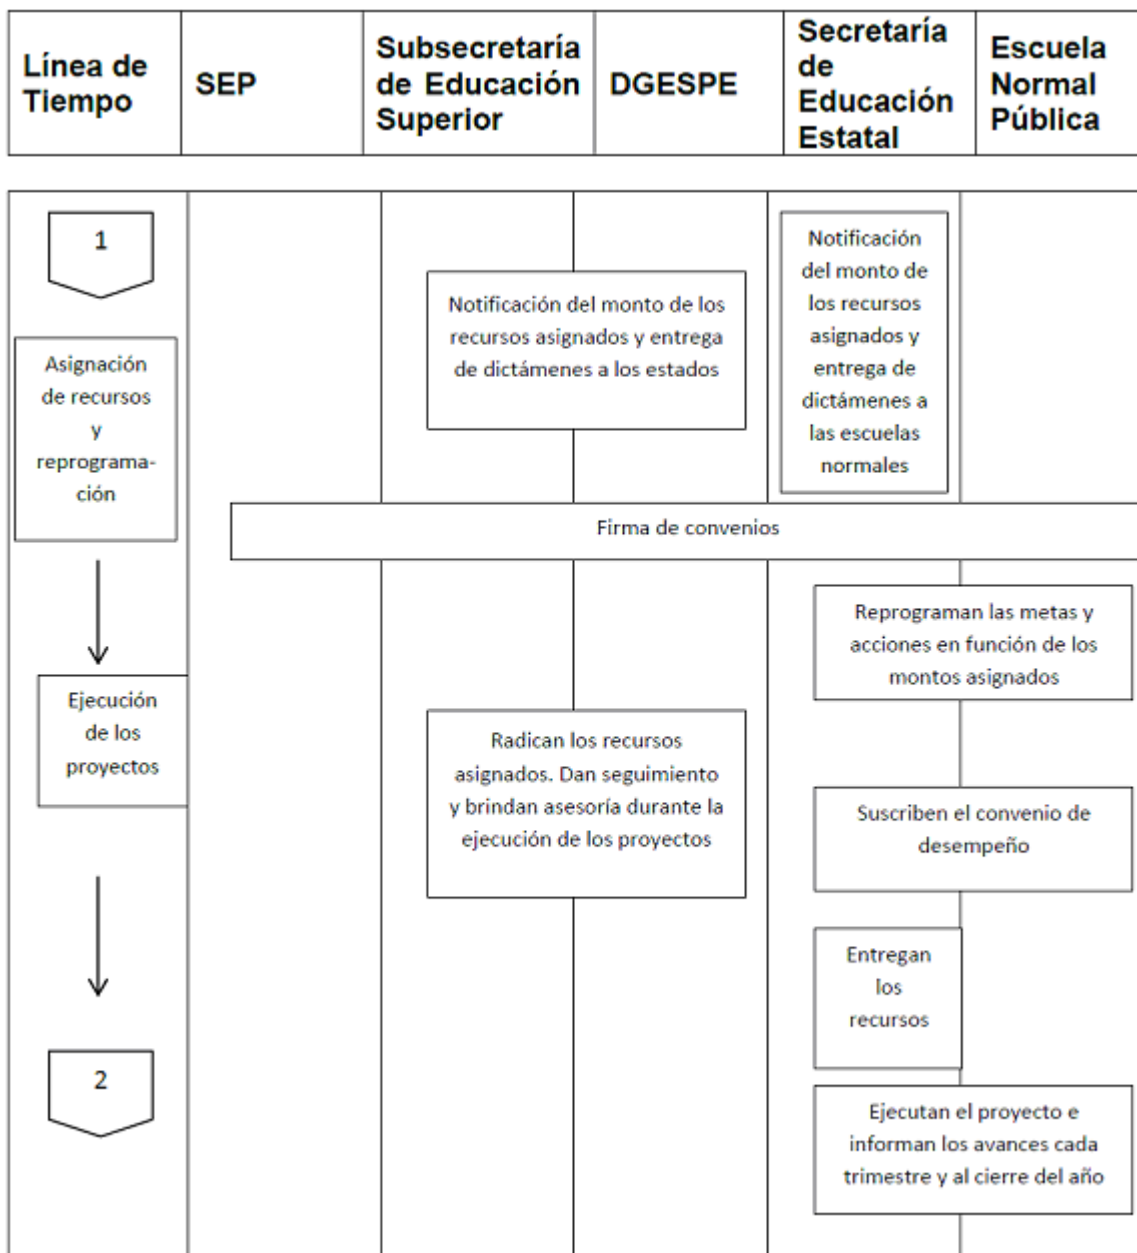 Línea de
Tiempo
SEP
Subsecretaría
de Educación
Superior
DGESPE
Secretaría
de
Educación
Estatal
Escuela
Normal
Pública
1
Asignación
de recursos
y
reprograma-
ción
Notificación del monto de los
recursos asignados y entrega
de dictámenes a los estados
Notificación
del monto de
los recursos
asignados y
entrega de
dictámenes a
las escuelas
normales
Firma de convenios
Reprograman las metas y
acciones en función de los
montos asignados
Ejecución
de los
proyectos
Radican los recursos
asignados. Dan seguimiento
y brindan asesoría durante la
ejecución de los proyectos
Suscriben el convenio de
desempeño
Entregan
los
recursos
2
Ejecutan el proyecto e
informan los avances cada
trimestre y al cierre del año